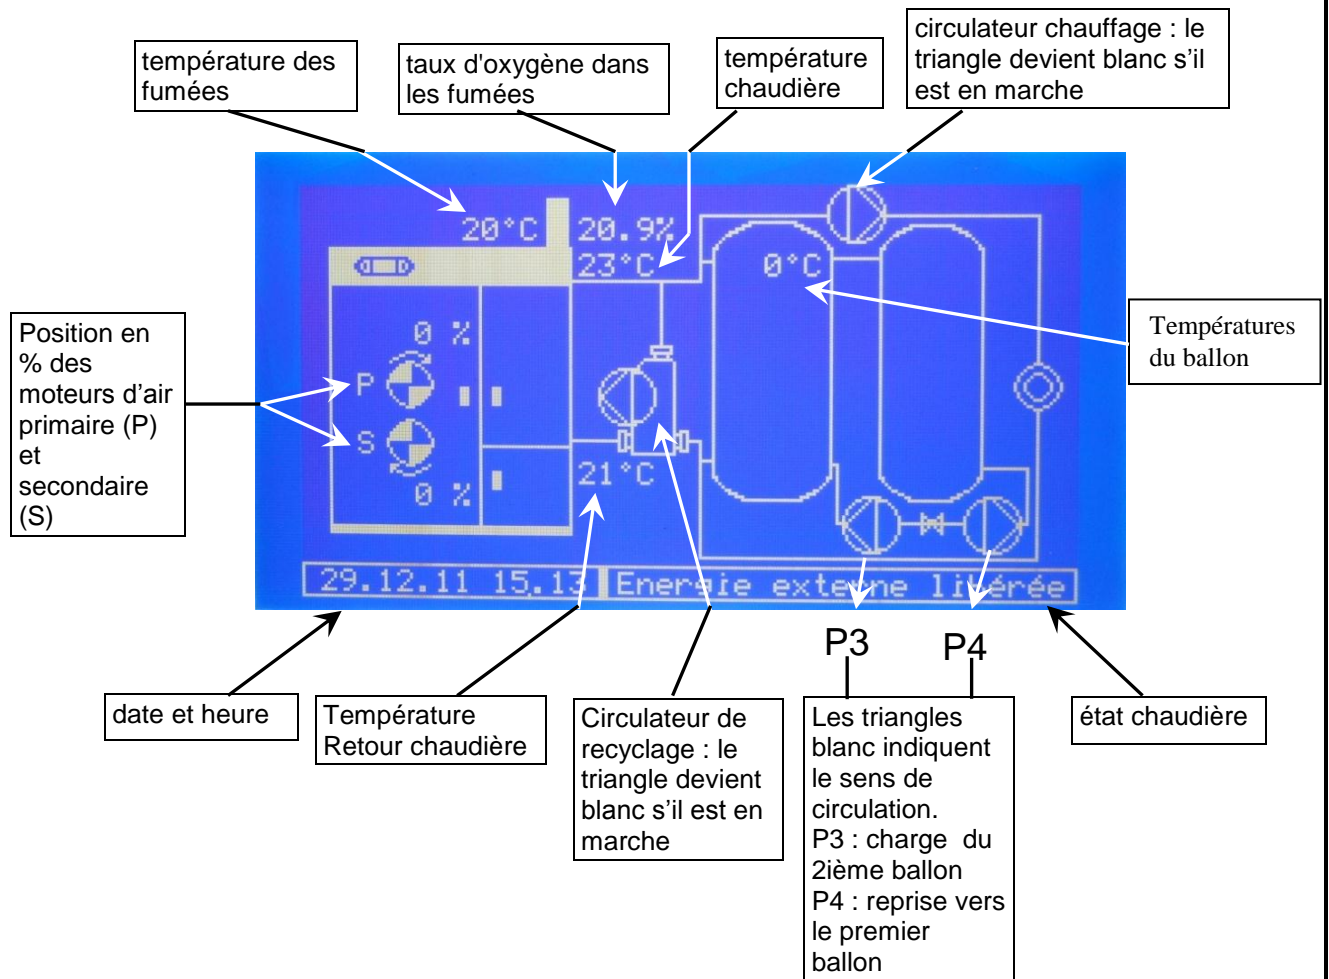 circulateur chauffage : le
triangle devient blanc s’il
est en marche
température des
fumées
taux d'oxygène dans
les fumées
température
chaudière
20°C
20.9%
23°C
0°C
Position en
% des
moteurs d’air
primaire (P)
et
secondaire
(S)
0 %
P
S
0 %
21°C
Températures
du ballon
29.12.11 15.13
Energie externe libérée
P3
P4
date et heure
Température
Retour chaudière
Circulateur de
recyclage : le
triangle devient
blanc s’il est en
marche
Les triangles
blanc indiquent
le sens de
circulation.
P3 : charge du
2ième ballon
P4 : reprise vers
le premier
ballon
état chaudière